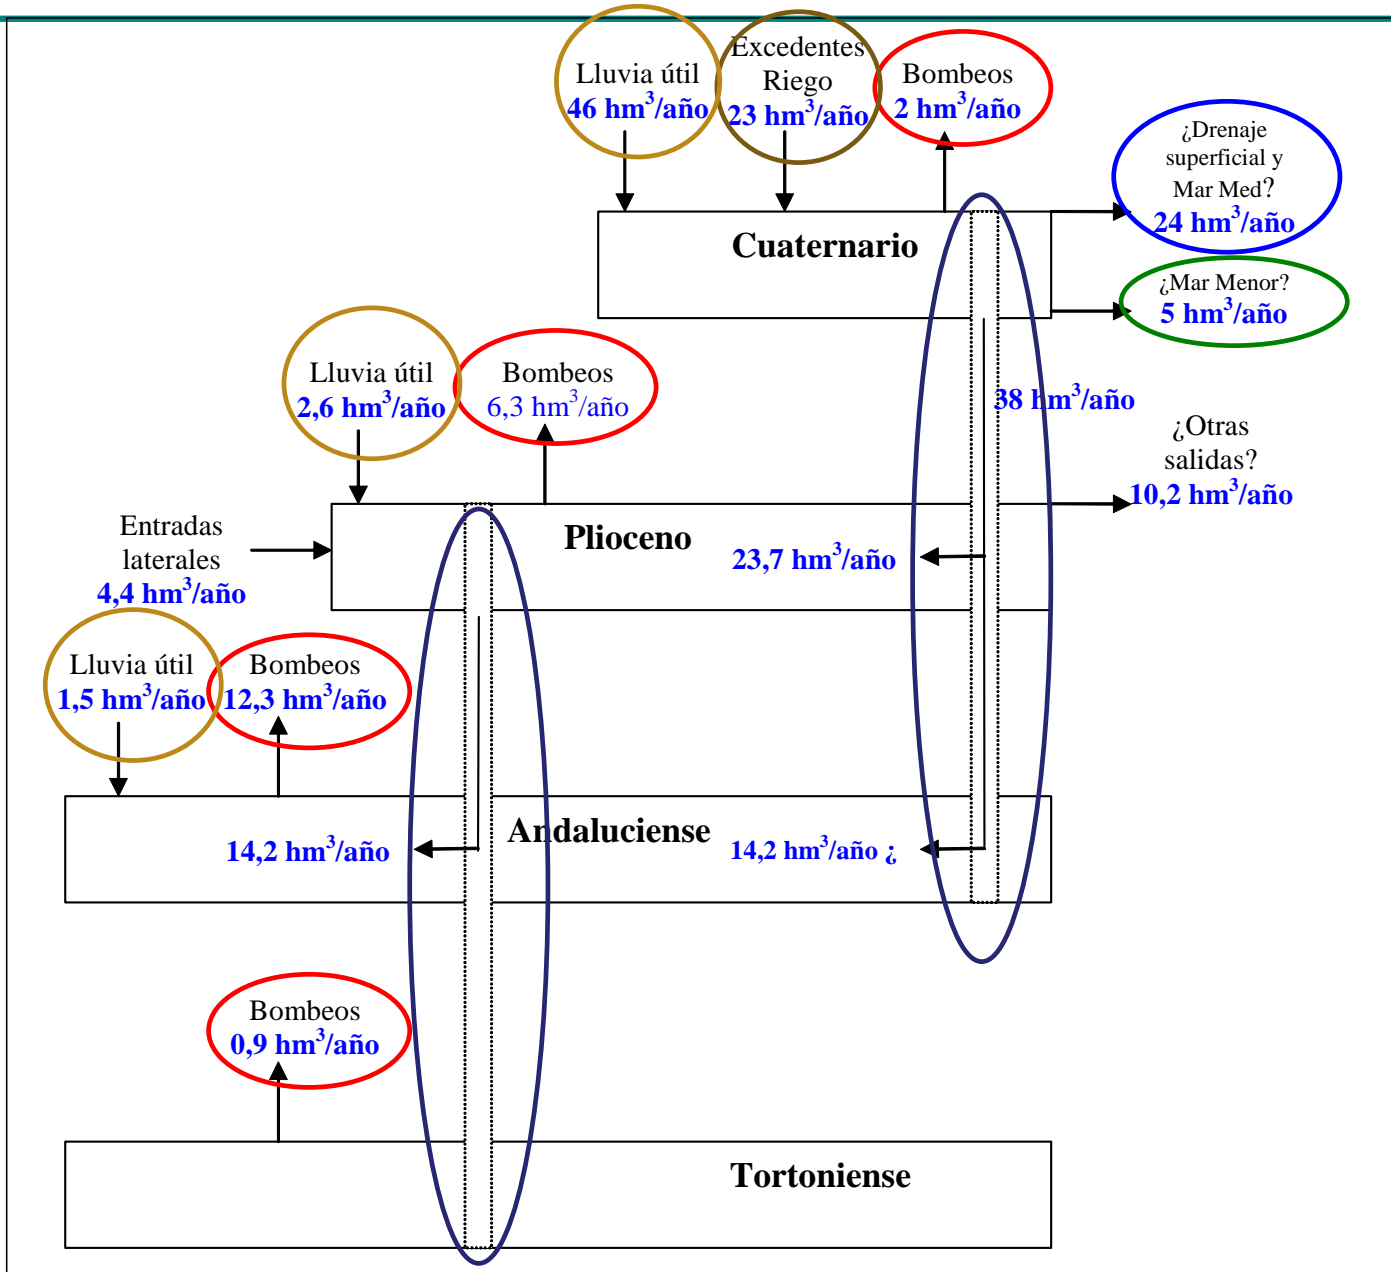 Lluvia útil
46 hm³/año
Excedentes
Riego
23 hm³/año
Bombeos
2 hm³/año
¿Drenaje
superficial y
Mar Med?
24 hm³/año
Cuaternario
¿Mar Menor?
5 hm³/año
Lluvia útil
2,6 hm³/año
Bombeos
6,3 hm³/año
38 hm³/año
¿Otras
salidas?
10,2 hm³/año
Entradas
laterales
4,4 hm³/año
Plioceno
23,7 hm³/año
Lluvia útil
1,5 hm³/año
Bombeos
12,3 hm³/año
Andaluciense
14,2 hm³/año
14,2 hm³/año ¿
Bombeos
0,9 hm³/año
Tortoniense